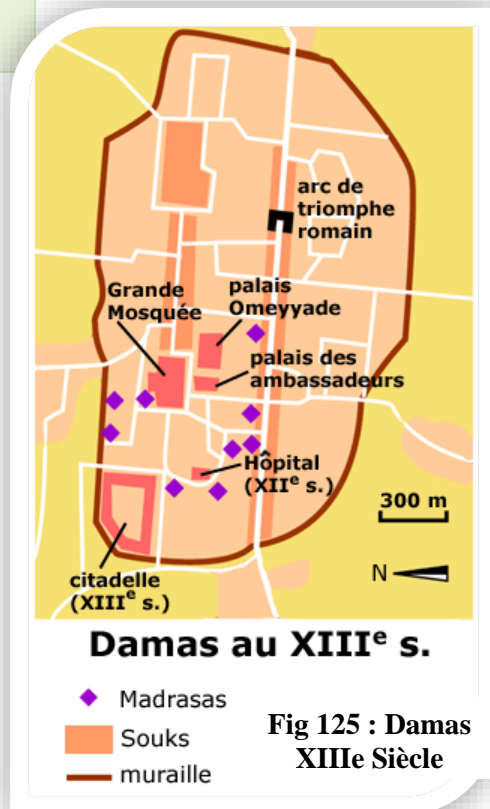 arc de
triomphe
romain
Grande
Mosquée
palais
Omeyyade
palais des
ambassadeurs
Hôpital
(XIIᵉ s.)
300 m
N
citadelle
(XIIIᵉ s.)
Damas au XIIIᵉ s.
Madrasas
Souks
muraille
Fig 125 : Damas
XIIIe Siècle